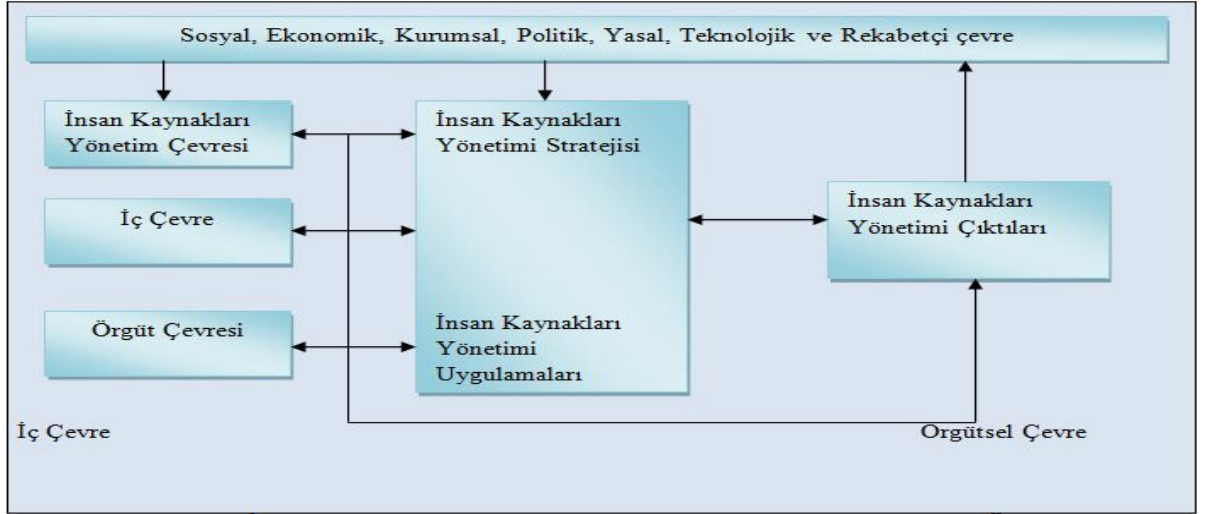 Sosyal, Ekonomik, Kurumsal, Politik, Yasal, Teknolojik ve Rekabetçi çevre
İnsan Kaynakları
Yönetim Çevresi
İç Çevre
Örgüt Çevresi
İnsan Kaynakları
Yönetimi Stratejisi
İnsan Kaynakları
Yönetimi
Uygulamaları
İnsan Kaynakları
Yönetimi Çıktıları
İç Çevre
Orgütsel Çevre